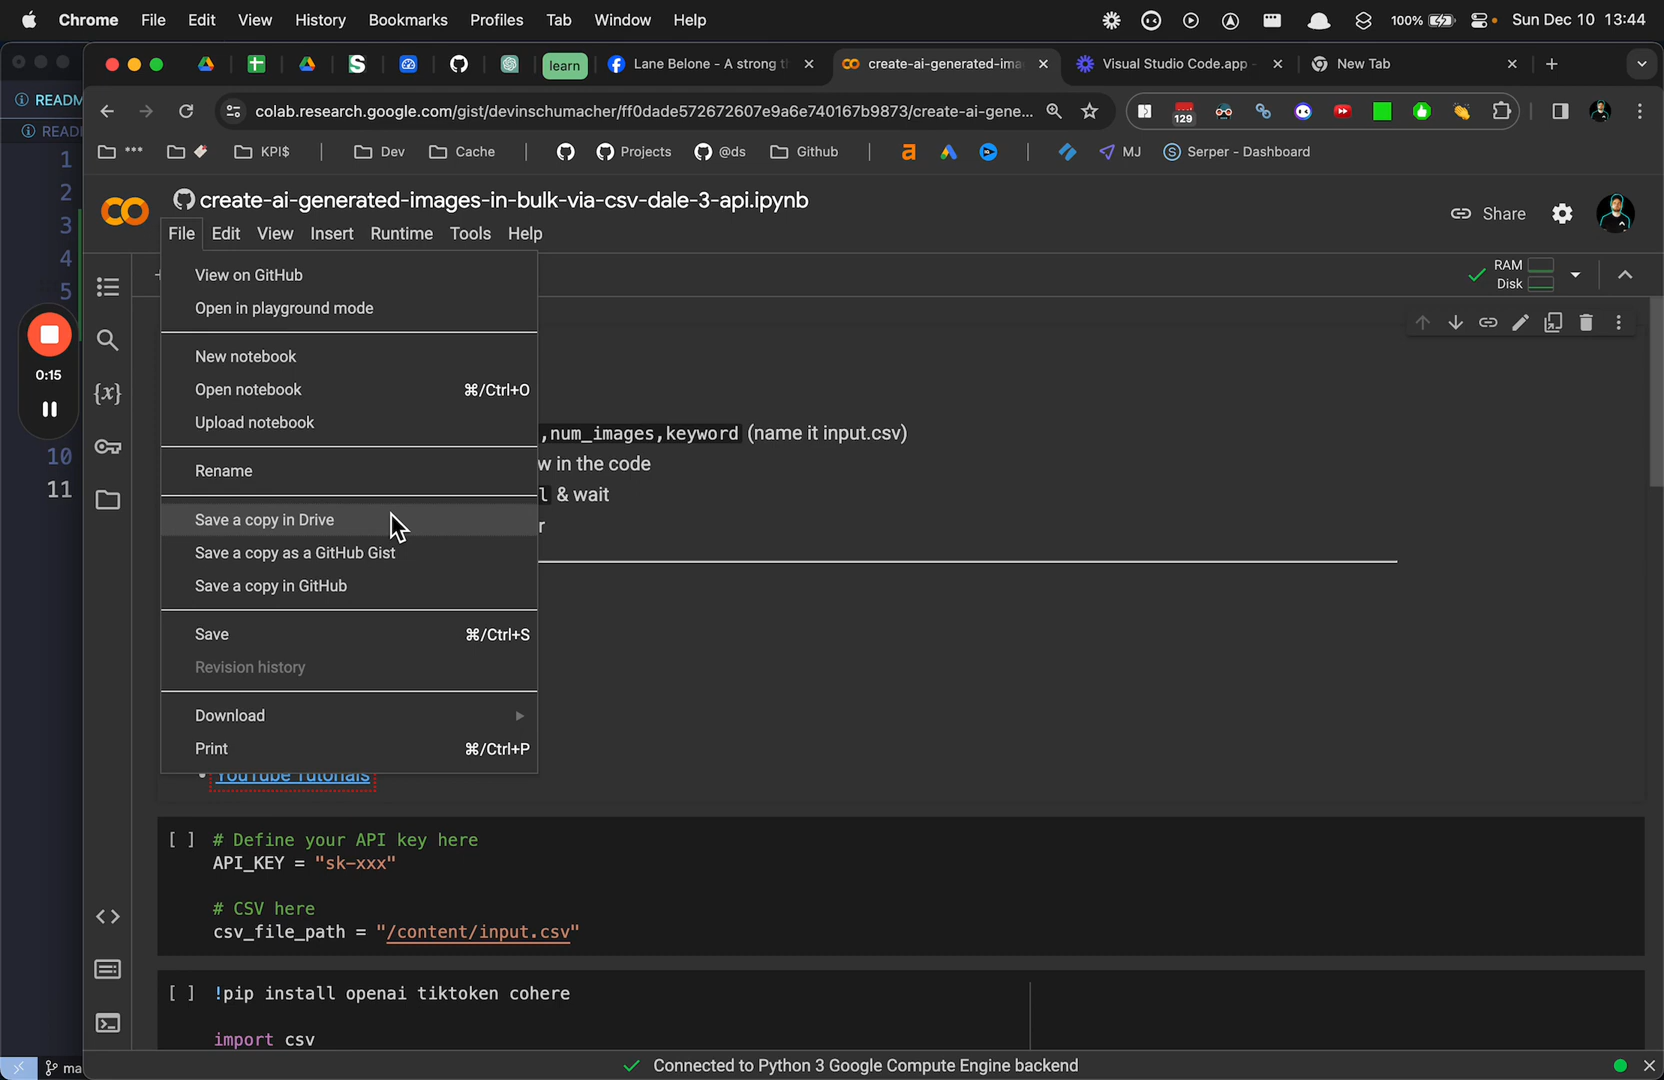 Chrome File Edit View History Bookmarks Profiles Tab Window Help 100% Sun Dec 10 13:44
learn Lane Belone - A strong th create-ai-generated-ima Visual Studio Code.app - New Tab
READM
colab.research.google.com/gist/devinschumacher/ff0dade572672607e9a6e740167b9873/create-ai-gene... 129
READ
*** KPI$ Dev Cache Projects @ds Github MJ Serper - Dashboard
create-ai-generated-images-in-bulk-via-csv-dale-3-api.ipynb
Share
File Edit View Insert Runtime Tools Help
RAM
Disk
View on GitHub
Open in playground mode
New notebook
Open notebook ⌘/Ctrl+O
Upload notebook
Rename
Save a copy in Drive
Save a copy as a GitHub Gist
Save a copy in GitHub
Save ⌘/Ctrl+S
Revision history
Download
Print ⌘/Ctrl+P
,num_images,keyword (name it input.csv)
w in the code
l & wait
r
YouTube Tutorials
1
2
3
4
5
0:15
10
11
{x}
[ ] # Define your API key here
API_KEY = "sk-xxx"
# CSV here
csv_file_path = "/content/input.csv"
[ ] !pip install openai tiktoken cohere
import csv
ma
Connected to Python 3 Google Compute Engine backend